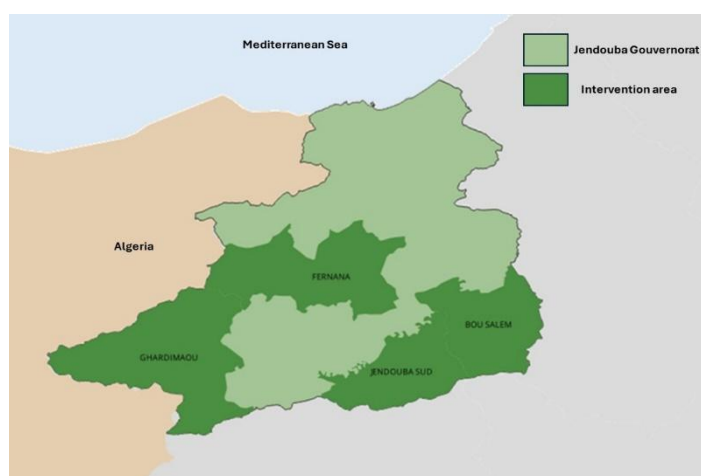 Mediterranean Sea
Jendouba Gouvernorat
Intervention area
Algeria
FERNANA
BOU SALEM
GHARDIMAOU
JENDOUBA SUD